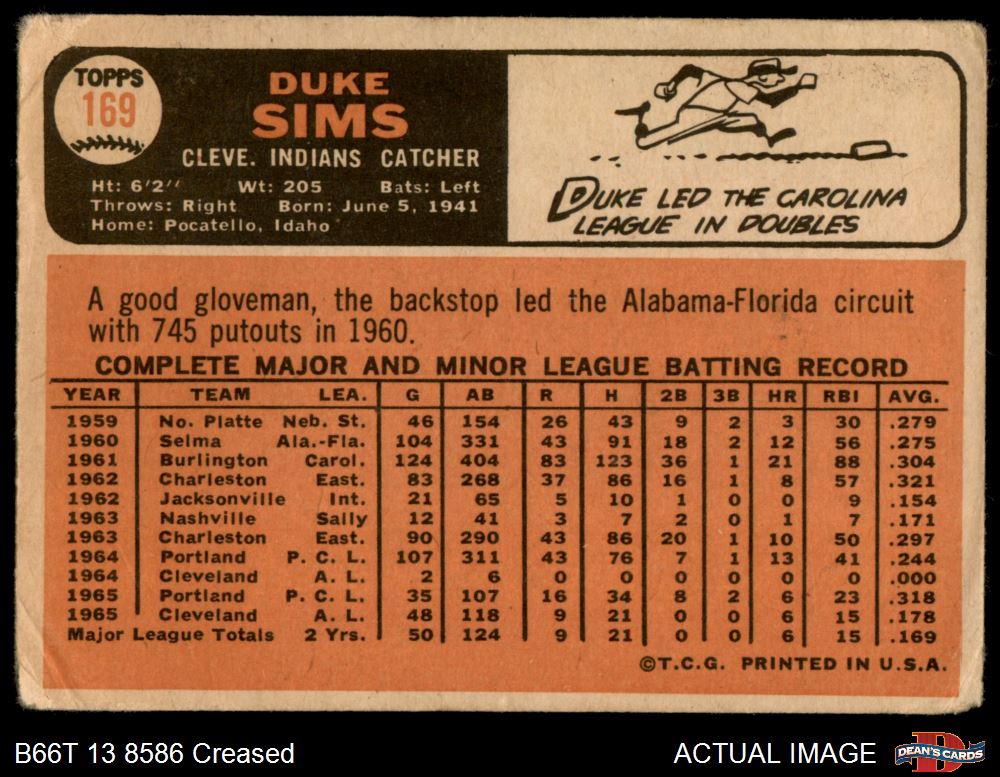 TOPPS
169
DUKE
SIMS
CLEVE. INDIANS CATCHER
Ht: 6'2" Wt: 205 Bats: Left
Throws: Right Born: June 5, 1941
Home: Pocatello, Idaho
DUKE LED THE CAROLINA
LEAGUE IN DOUBLES
A good gloveman, the backstop led the Alabama-Florida circuit
with 745 putouts in 1960.
COMPLETE MAJOR AND MINOR LEAGUE BATTING RECORD
YEAR TEAM LEA. G AB R H 2B 3B HR RBI AVG.
1959 No. Platte Neb. St. 46 154 26 43 9 2 3 30 .279
1960 Selma Ala.-Fla. 104 331 43 91 18 2 12 56 .275
1961 Burlington Carol. 124 404 83 123 36 1 21 88 .304
1962 Charleston East. 83 268 37 86 16 1 8 57 .321
1962 Jacksonville Int. 21 65 5 10 1 0 0 9 .154
1963 Nashville Sally 12 41 3 7 2 0 1 7 .171
1963 Charleston East. 90 290 43 86 20 1 10 50 .297
1964 Portland P. C. L. 107 311 43 76 7 1 13 41 .244
1964 Cleveland A. L. 2 6 0 0 0 0 0 0 .000
1965 Portland P. C. L. 35 107 16 34 8 2 6 23 .318
1965 Cleveland A. L. 48 118 9 21 0 0 6 15 .178
Major League Totals 2 Yrs. 50 124 9 21 0 0 6 15 .169
©T.C.G. PRINTED IN U.S.A.
B66T 13 8586 Creased
ACTUAL IMAGE
DEAN'S CARDS